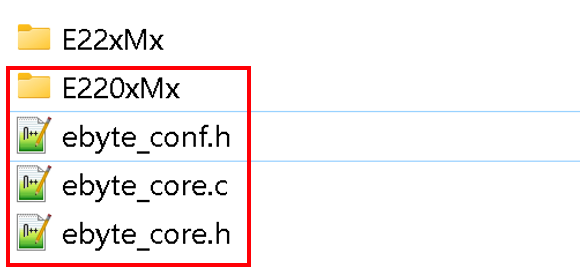 E22xMx
E220xMx
ebyte_conf.h
ebyte_core.c
ebyte_core.h